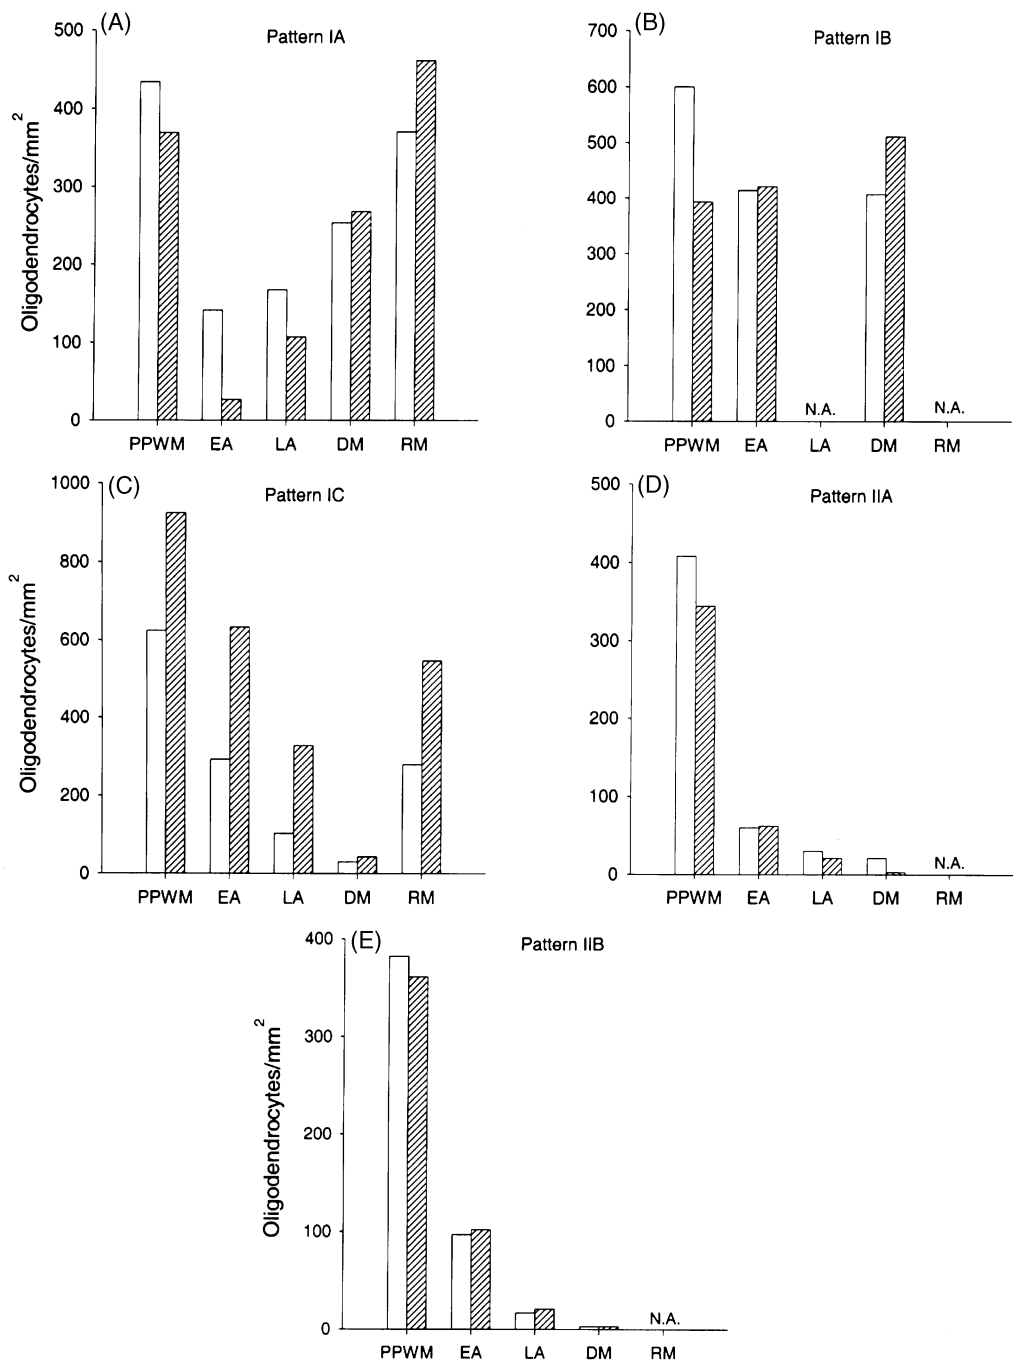 (A)
Pattern IA
500
400
300
200
100
0
Oligodendrocytes/mm²
PPWM EA LA DM RM
(B)
Pattern IB
700
600
500
400
300
200
100
0
N.A. N.A.
PPWM EA LA DM RM
(C)
Pattern IC
1000
800
600
400
200
0
Oligodendrocytes/mm²
PPWM EA LA DM RM
(D)
Pattern IIA
500
400
300
200
100
0
N.A.
PPWM EA LA DM RM
(E)
Pattern IIB
400
300
200
100
0
Oligodendrocytes/mm²
N.A.
PPWM EA LA DM RM